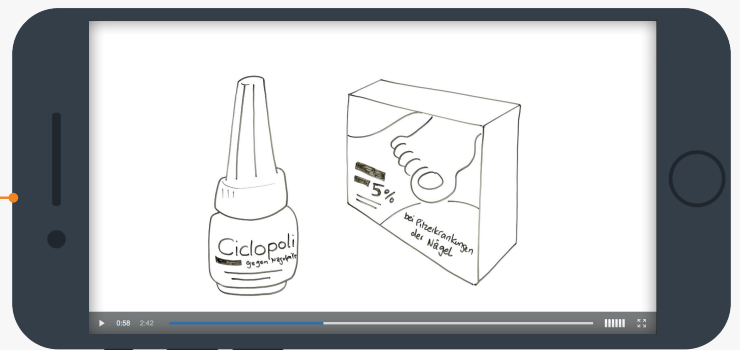 Ciclopoli
gegen Nagelpilz
5%
bei Pilzerkrankungen
der Nägel
0:58 2:42